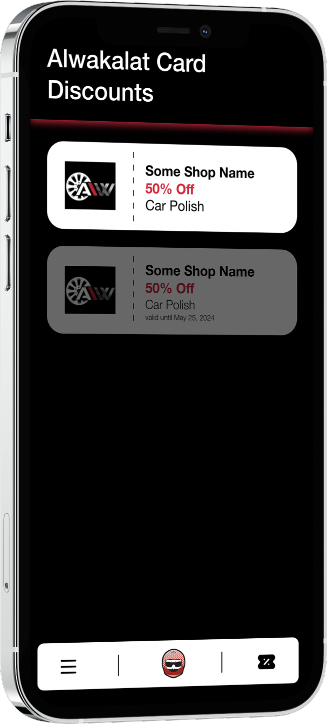 Alwakalat Card
Discounts
AW
Some Shop Name
50% Off
Car Polish
AW
Some Shop Name
50% Off
Car Polish
valid until May 25, 2024